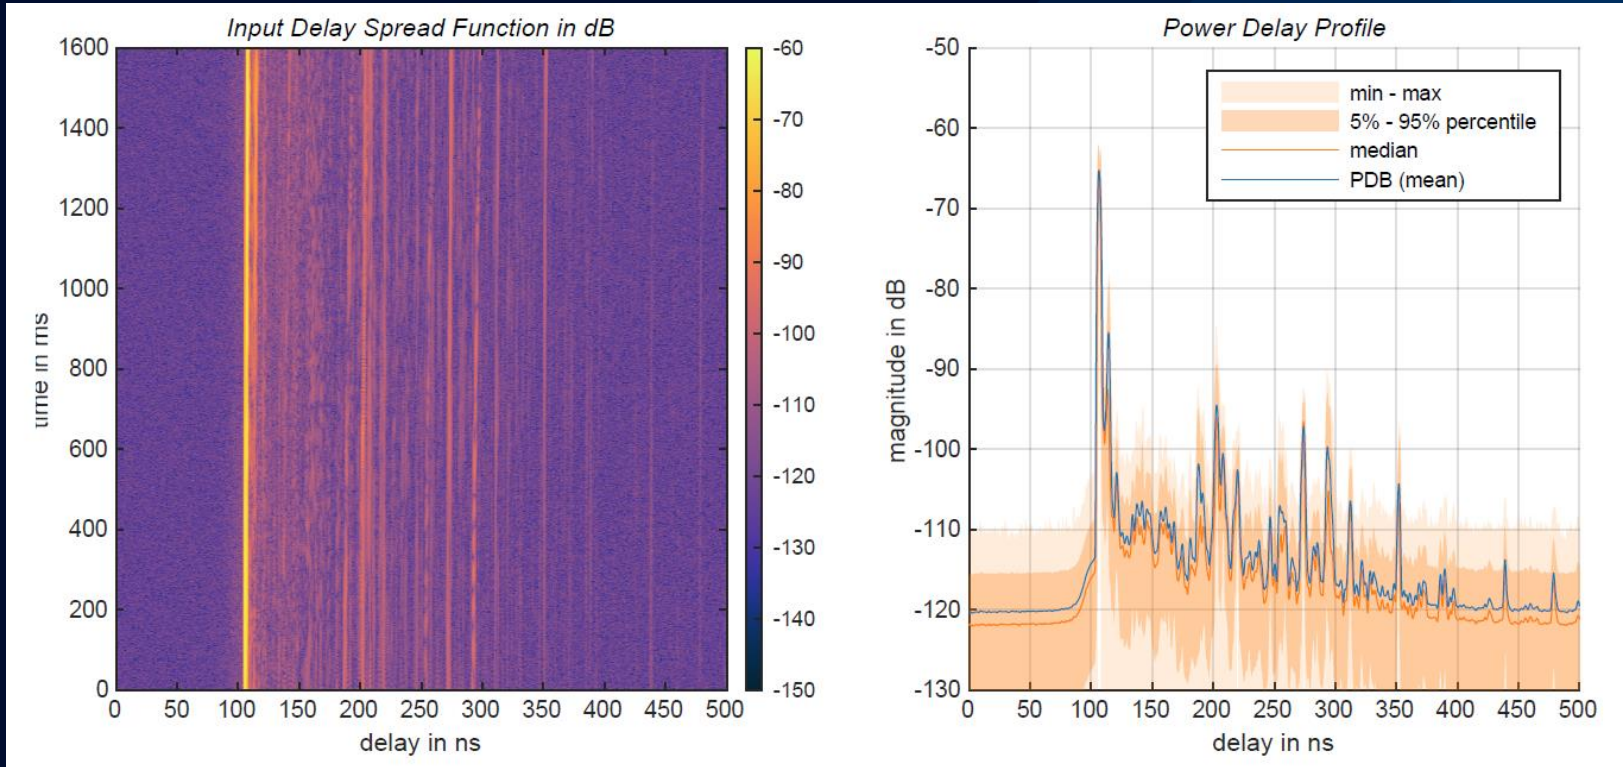 Input Delay Spread Function in dB
1600
1400
1200
1000
800
600
400
200
0
time in ms
0 50 100 150 200 250 300 350 400 450 500
delay in ns
-60
-70
-80
-90
-100
-110
-120
-130
-140
-150
Power Delay Profile
-50
-60
-70
-80
-90
-100
-110
-120
-130
magnitude in dB
0 50 100 150 200 250 300 350 400 450 500
delay in ns
min - max
5% - 95% percentile
median
PDB (mean)